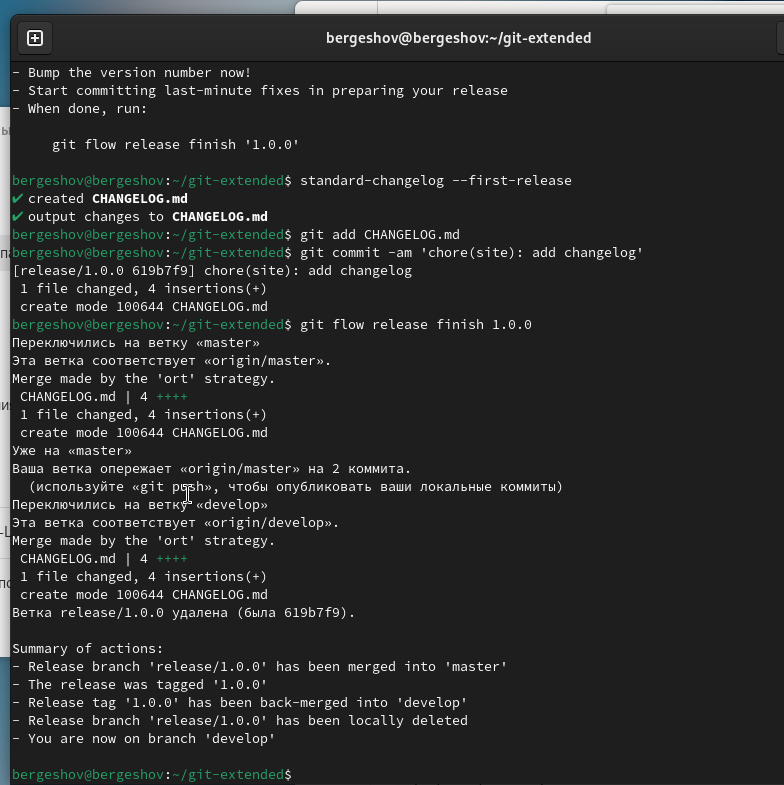 bergeshov@bergeshov:~/git-extended
- Bump the version number now!
- Start committing last-minute fixes in preparing your release
- When done, run:
git flow release finish '1.0.0'
bergeshov@bergeshov:~/git-extended$ standard-changelog --first-release
✔ created CHANGELOG.md
✔ output changes to CHANGELOG.md
bergeshov@bergeshov:~/git-extended$ git add CHANGELOG.md
bergeshov@bergeshov:~/git-extended$ git commit -am 'chore(site): add changelog'
[release/1.0.0 619b7f9] chore(site): add changelog
1 file changed, 4 insertions(+)
create mode 100644 CHANGELOG.md
bergeshov@bergeshov:~/git-extended$ git flow release finish 1.0.0
Переключились на ветку «master»
Эта ветка соответствует «origin/master».
Merge made by the 'ort' strategy.
CHANGELOG.md | 4 ++++
1 file changed, 4 insertions(+)
create mode 100644 CHANGELOG.md
Уже на «master»
Ваша ветка опережает «origin/master» на 2 коммита.
(используйте «git push», чтобы опубликовать ваши локальные коммиты)
Переключились на ветку «develop»
Эта ветка соответствует «origin/develop».
Merge made by the 'ort' strategy.
CHANGELOG.md | 4 ++++
1 file changed, 4 insertions(+)
create mode 100644 CHANGELOG.md
Ветка release/1.0.0 удалена (была 619b7f9).
Summary of actions:
- Release branch 'release/1.0.0' has been merged into 'master'
- The release was tagged '1.0.0'
- Release tag '1.0.0' has been back-merged into 'develop'
- Release branch 'release/1.0.0' has been locally deleted
- You are now on branch 'develop'
bergeshov@bergeshov:~/git-extended$